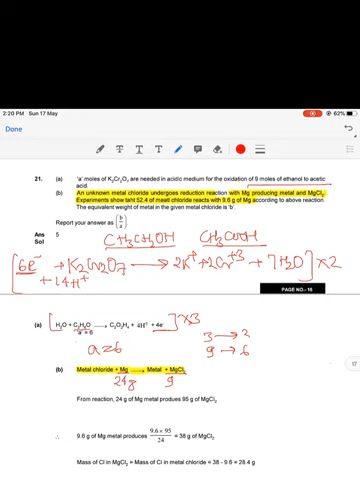 2:20 PM Sun 17 May
Done
T T T
21. (a) 'a' moles of K2Cr2O7 are needed in acidic medium for the oxidation of 9 moles of ethanol to acetic
acid.
(b) An unknown metal chloride undergoes reduction reaction with Mg producing metal and MgCl2.
Experiments show taht 52.4 of meatl chloride reacts with 9.6 g of Mg according to above reaction.
The equivalent weight of metal in the given metal chloride is 'b'.
Report your answer as (b/a)
Ans 5
Sol CH3CH2OH CH3COOH
[6e- + K2Cr2O7 → 2K+ + 2Cr+3 + 7H2O] × 2
+ 14H+
PAGE NO.- 16
(a) [H2O + C2H6O → C2O2H4 + 4H+ + 4e-] × 3
a = 6
a = 6
3 → 2
9 → 6
17
(b) Metal chloride + Mg → Metal + MgCl2
24g 9
From reaction, 24 g of Mg metal produces 95 g of MgCl2
∴ 9.6 g of Mg metal produces 9.6 × 95 / 24 = 38 g of MgCl2
Mass of Cl in MgCl2 = Mass of Cl in metal chloride = 38 - 9.6 = 28.4 g